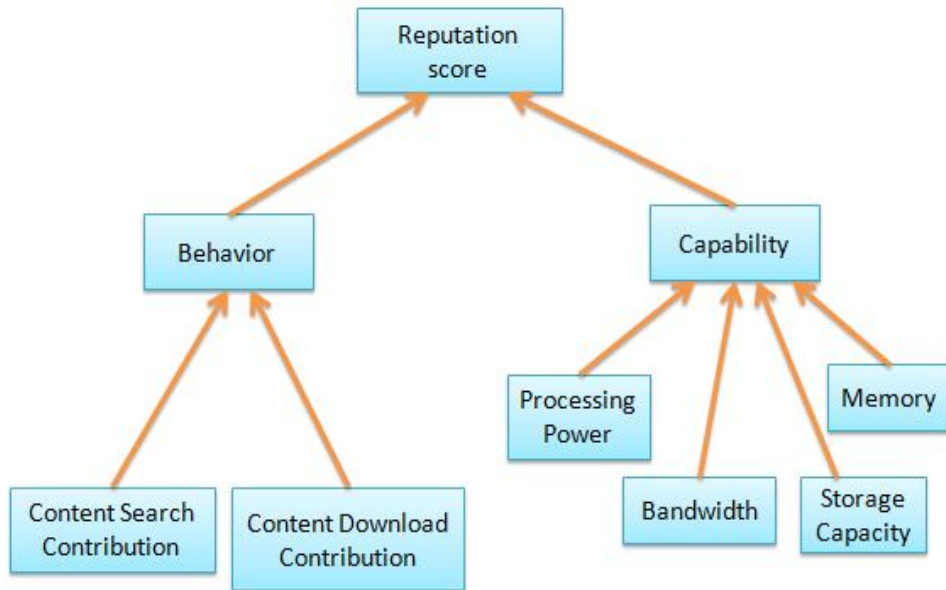 Reputation
score
Behavior
Capability
Processing
Power
Memory
Content Search
Contribution
Content Download
Contribution
Bandwidth
Storage
Capacity